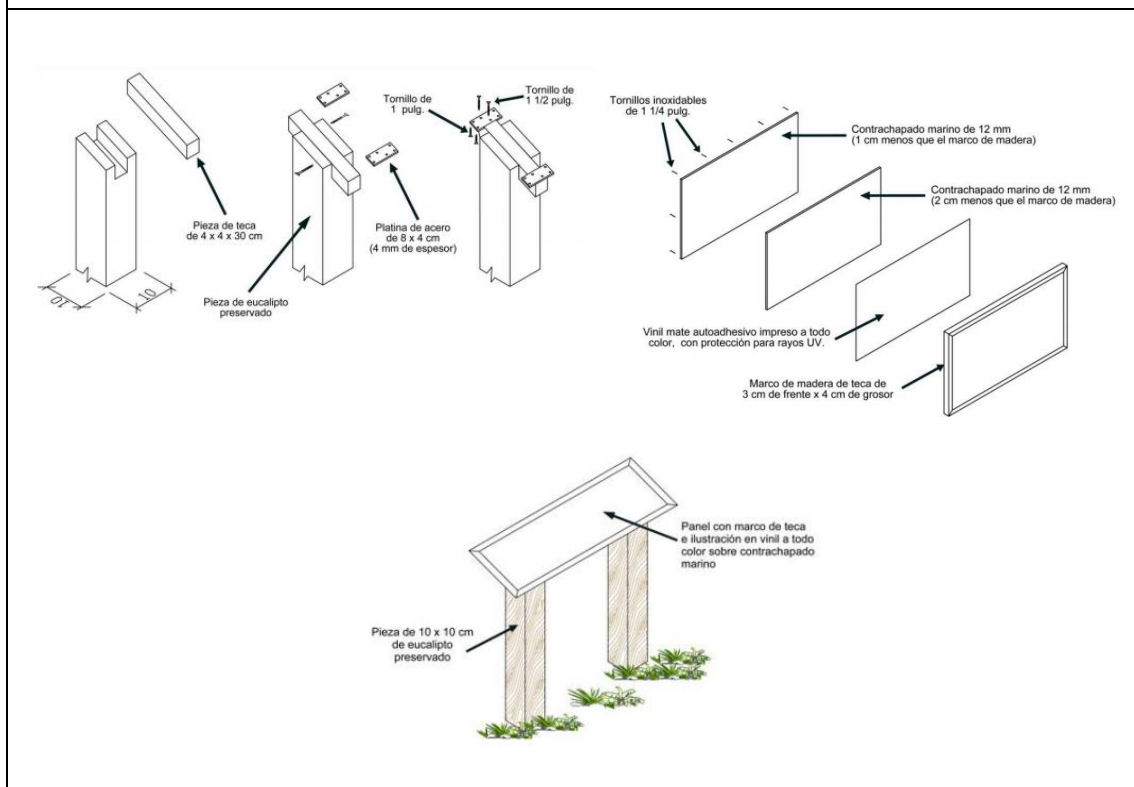 Tornillo de
1 pulg.
Tornillo de
1 1/2 pulg.
Pieza de teca
de 4 x 4 x 30 cm
Platina de acero
de 8 x 4 cm
(4 mm de espesor)
10
10
Pieza de eucalipto
preservado
Tornillos inoxidables
de 1 1/4 pulg.
Contrachapado marino de 12 mm
(1 cm menos que el marco de madera)
Contrachapado marino de 12 mm
(2 cm menos que el marco de madera)
Vinil mate autoadhesivo impreso a todo
color, con protección para rayos UV.
Marco de madera de teca de
3 cm de frente x 4 cm de grosor
Panel con marco de teca
e ilustración en vinil a todo
color sobre contrachapado
marino
Pieza de 10 x 10 cm
de eucalipto
preservado